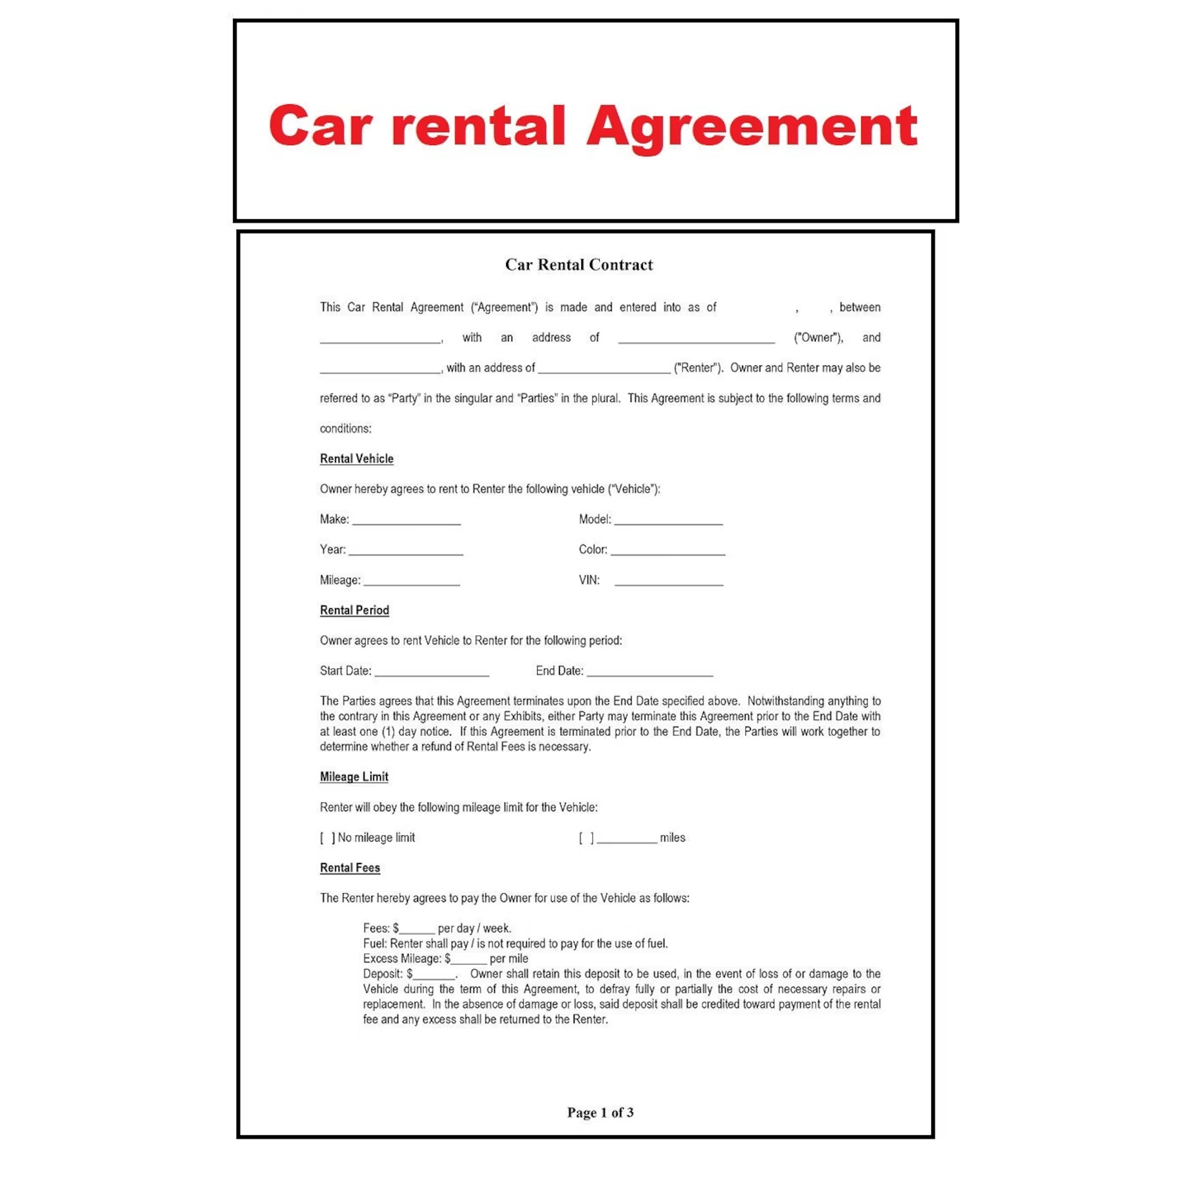 Car rental Agreement
Car Rental Contract
This Car Rental Agreement (“Agreement”) is made and entered into as of , , between
____________________, with an address of __________________________ ("Owner"), and
____________________, with an address of ______________________ ("Renter"). Owner and Renter may also be
referred to as “Party” in the singular and “Parties” in the plural. This Agreement is subject to the following terms and
conditions:
Rental Vehicle
Owner hereby agrees to rent to Renter the following vehicle (“Vehicle”):
Make: __________________ Model: __________________
Year: ___________________ Color: ___________________
Mileage: ________________ VIN: __________________
Rental Period
Owner agrees to rent Vehicle to Renter for the following period:
Start Date: ___________________ End Date: _____________________
The Parties agrees that this Agreement terminates upon the End Date specified above. Notwithstanding anything to
the contrary in this Agreement or any Exhibits, either Party may terminate this Agreement prior to the End Date with
at least one (1) day notice. If this Agreement is terminated prior to the End Date, the Parties will work together to
determine whether a refund of Rental Fees is necessary.
Mileage Limit
Renter will obey the following mileage limit for the Vehicle:
[ ] No mileage limit [ ] __________ miles
Rental Fees
The Renter hereby agrees to pay the Owner for use of the Vehicle as follows:
Fees: $______ per day / week.
Fuel: Renter shall pay / is not required to pay for the use of fuel.
Excess Mileage: $______ per mile
Deposit: $_______. Owner shall retain this deposit to be used, in the event of loss of or damage to the
Vehicle during the term of this Agreement, to defray fully or partially the cost of necessary repairs or
replacement. In the absence of damage or loss, said deposit shall be credited toward payment of the rental
fee and any excess shall be returned to the Renter.
Page 1 of 3